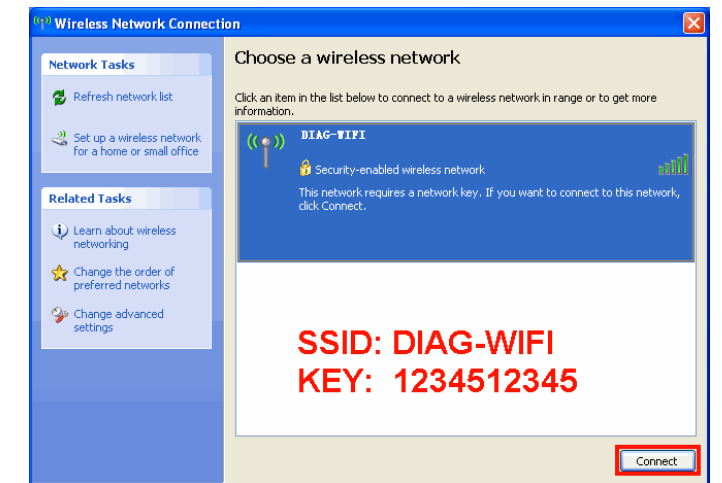 Wireless Network Connection
Network Tasks
Refresh network list
Set up a wireless network
for a home or small office
Related Tasks
Learn about wireless
networking
Change the order of
preferred networks
Change advanced
settings
Choose a wireless network
Click an item in the list below to connect to a wireless network in range or to get more
information.
DIAG-WIFI
Security-enabled wireless network
This network requires a network key. If you want to connect to this network,
click Connect.
SSID: DIAG-WIFI
KEY: 1234512345
Connect